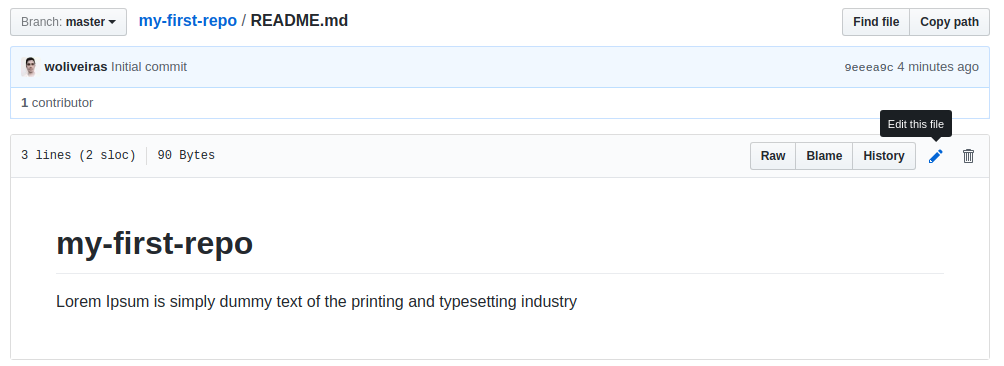 Branch: master my-first-repo / README.md Find file Copy path
woliveiras Initial commit 9eeea9c 4 minutes ago
1 contributor
Edit this file
3 lines (2 sloc) 90 Bytes Raw Blame History
my-first-repo
Lorem Ipsum is simply dummy text of the printing and typesetting industry